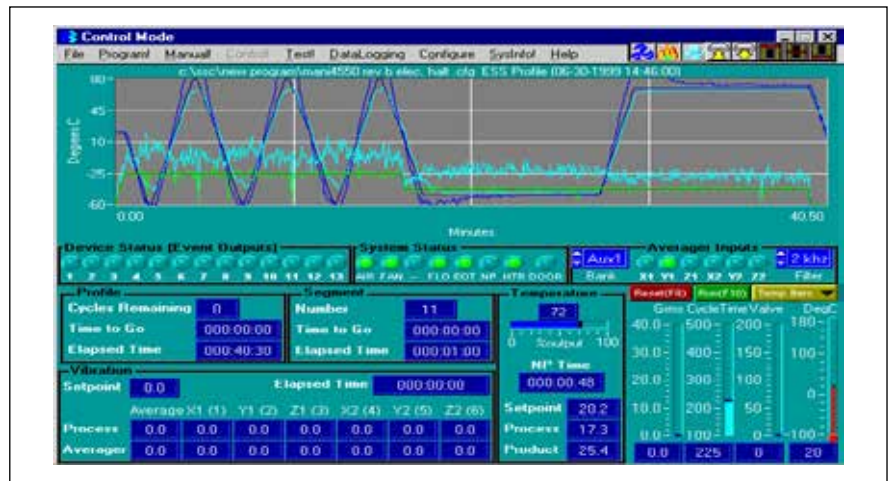 Control Mode
File Program! Manual! Control! Test! DataLogging Configure SysInfo! Help
c:\ssc\new program\mani4550 rev b elec. halt .cfg ESS Profile (06-30-1999 14:46:00)
80
45
10
-25
-60
Degrees C
0.00
40.50
Minutes
Device Status (Event Outputs)
System Status
Averager Inputs
Aux1
2 khz
1 2 3 4 5 6 7 8 9 10 11 12 13
AIR FAN -- FLO EOT NP HTR DOOR
Bank
X1 Y1 Z1 X2 Y2 Z2
Filter
Profile
Cycles Remaining 0
Time to Go 000:00:00
Elapsed Time 000:40:30
Segment
Number 11
Time to Go 000:00:00
Elapsed Time 000:01:00
Temperature
72
0 %output 100
NP Time
000:00:48
Setpoint 20.2
Process 17.3
Product 25.4
Vibration
Setpoint 0.0
Elapsed Time 000:00:00
Average X1 (1) Y1 (2) Z1 (3) X2 (4) Y2 (5) Z2 (6)
Process 0.0 0.0 0.0 0.0 0.0 0.0 0.0
Averager 0.0 0.0 0.0 0.0 0.0 0.0 0.0
Reset(F8) Run(F10) Temp Bars
Grms CycleTime Valve DegC
40.0 500 200 180
30.0 400 150 100
20.0 300 100
0
10.0 200 50
0.0 100 0 -100
0.0 225 0 20